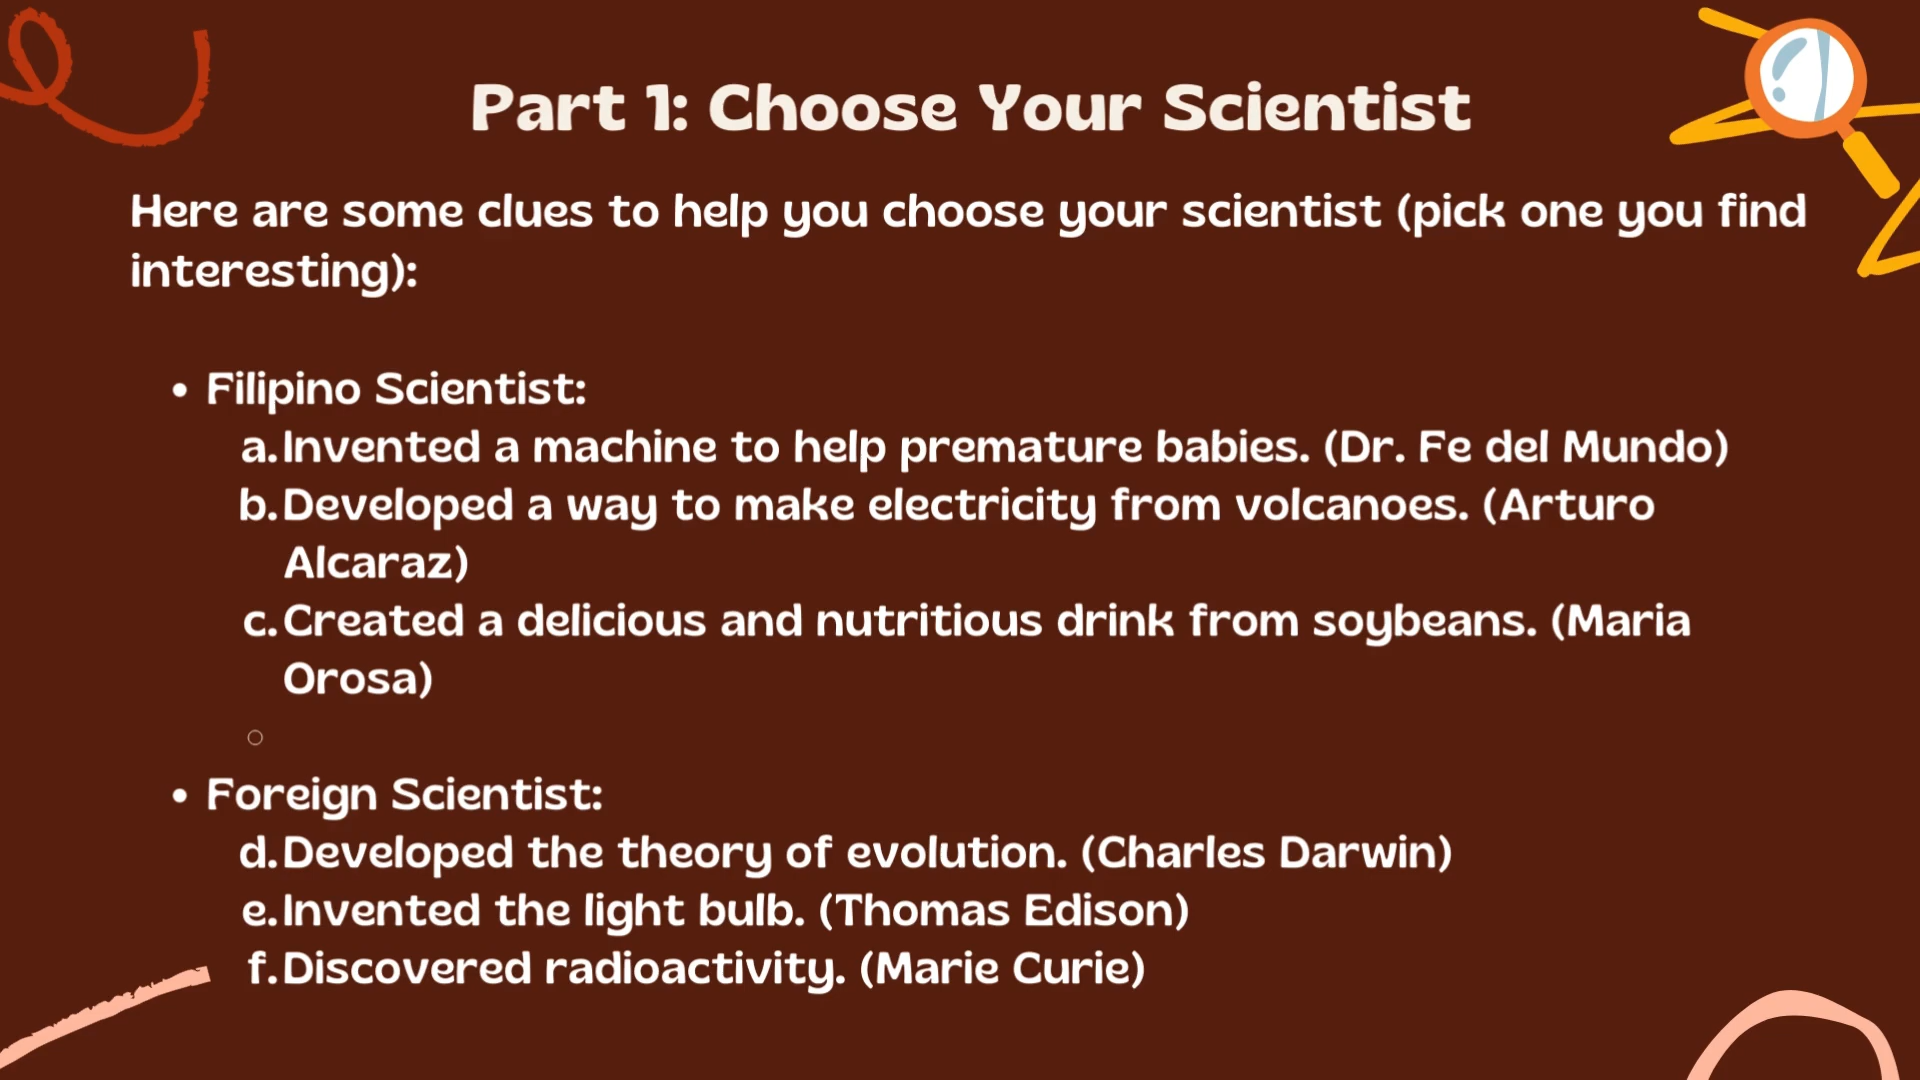 Part 1: Choose Your Scientist
Here are some clues to help you choose your scientist (pick one you find
interesting):
• Filipino Scientist:
a. Invented a machine to help premature babies. (Dr. Fe del Mundo)
b. Developed a way to make electricity from volcanoes. (Arturo
Alcaraz)
c. Created a delicious and nutritious drink from soybeans. (Maria
Orosa)
• Foreign Scientist:
d. Developed the theory of evolution. (Charles Darwin)
e. Invented the light bulb. (Thomas Edison)
f. Discovered radioactivity. (Marie Curie)